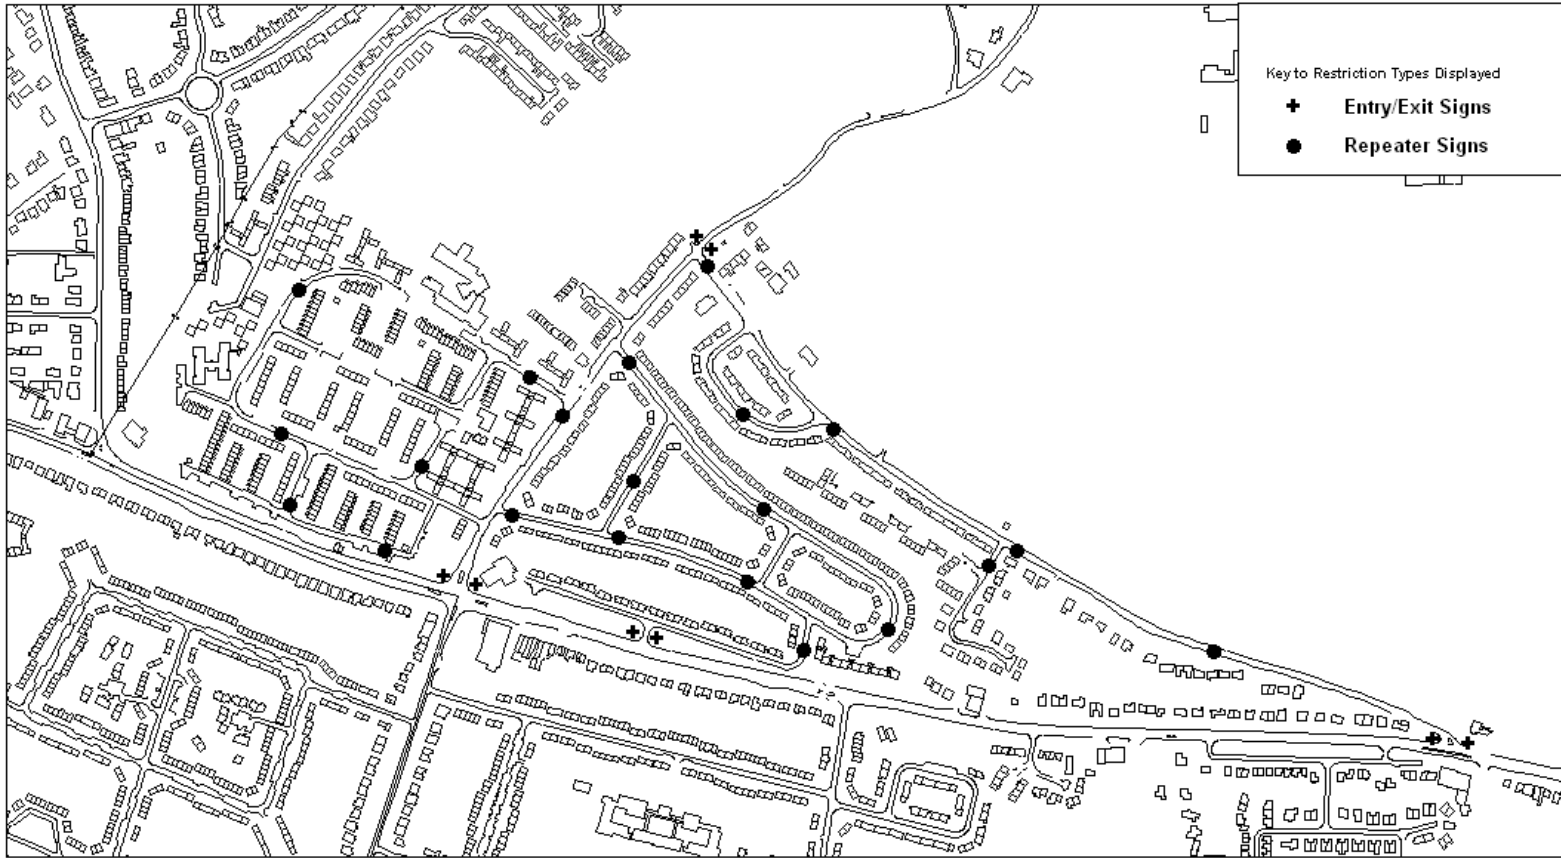 Key to Restriction Types Displayed
Entry/Exit Signs
Repeater Signs